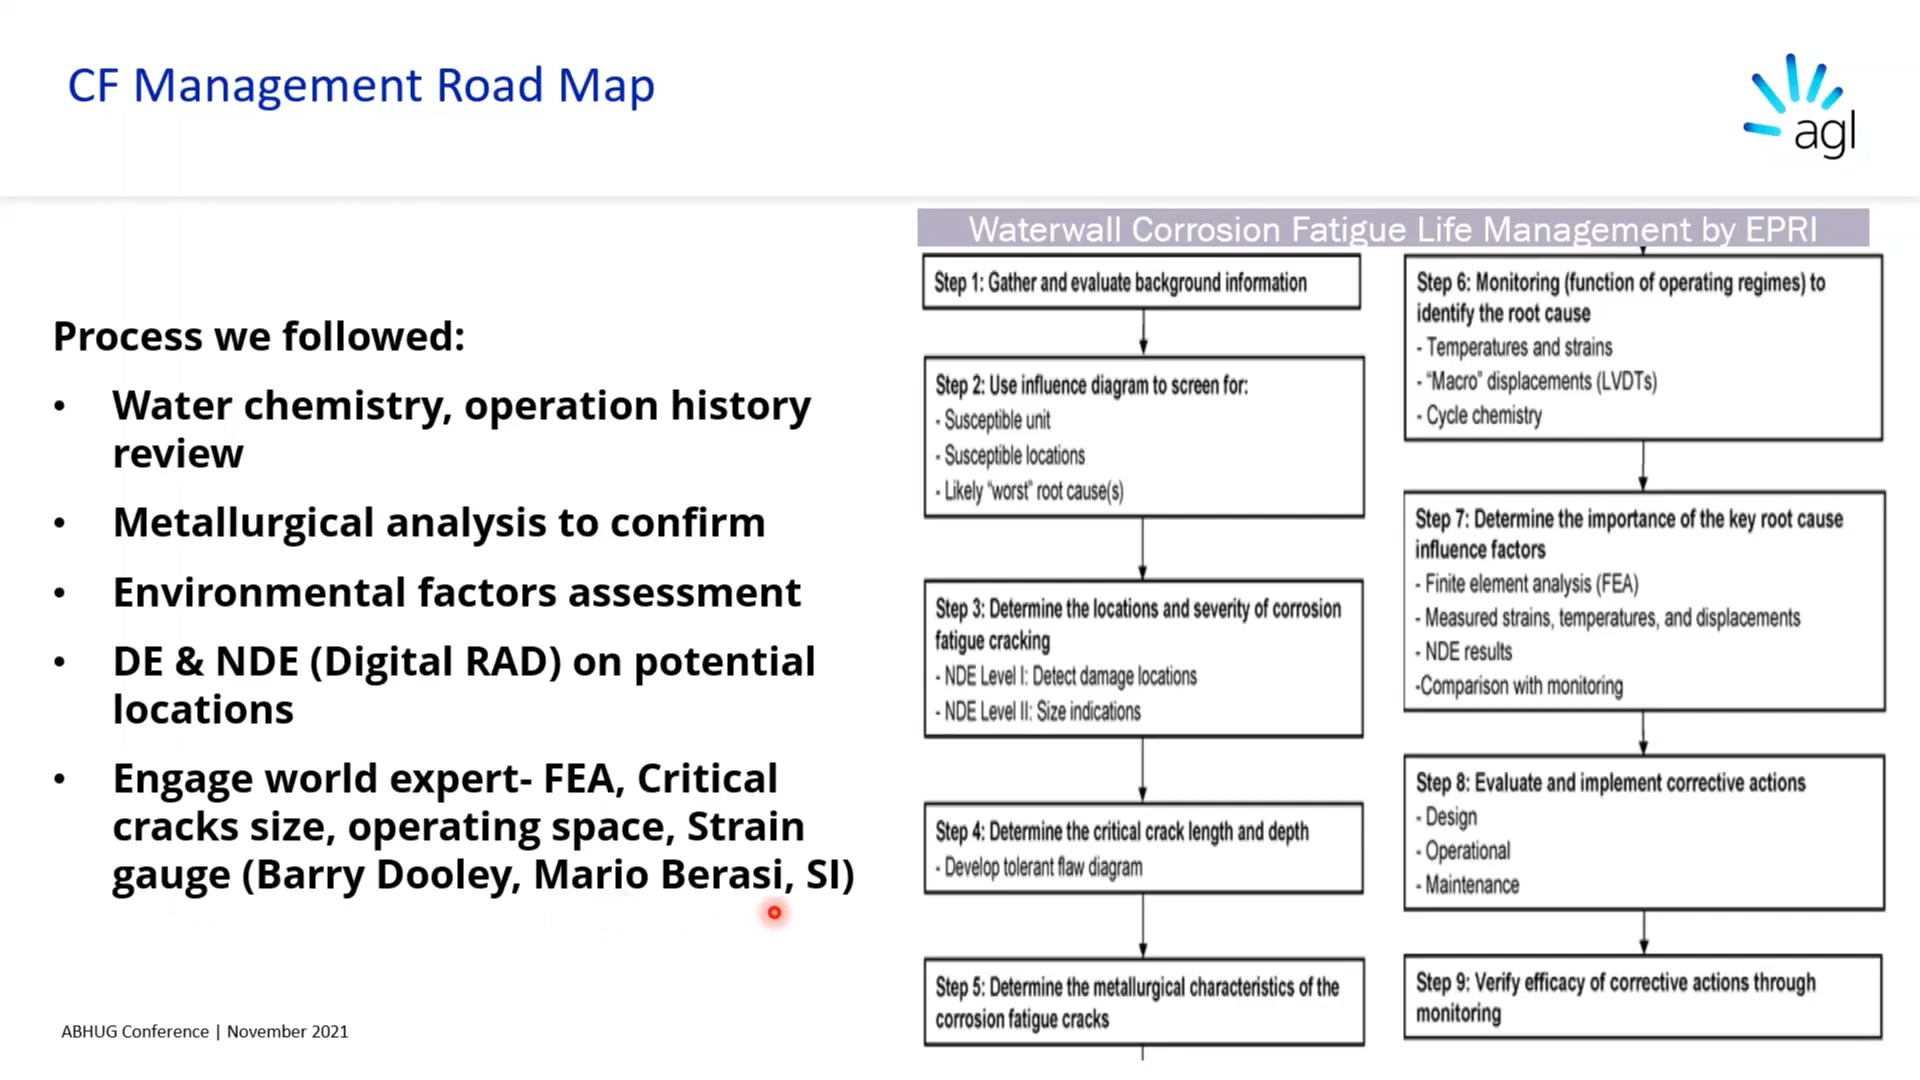 CF Management Road Map
agl
Process we followed:
• Water chemistry, operation history
review
• Metallurgical analysis to confirm
• Environmental factors assessment
• DE & NDE (Digital RAD) on potential
locations
• Engage world expert- FEA, Critical
cracks size, operating space, Strain
gauge (Barry Dooley, Mario Berasi, SI)
Waterwall Corrosion Fatigue Life Management by EPRI
Step 1: Gather and evaluate background information
Step 2: Use influence diagram to screen for:
- Susceptible unit
- Susceptible locations
- Likely "worst" root cause(s)
Step 3: Determine the locations and severity of corrosion
fatigue cracking
- NDE Level I: Detect damage locations
- NDE Level II: Size indications
Step 4: Determine the critical crack length and depth
- Develop tolerant flaw diagram
Step 5: Determine the metallurgical characteristics of the
corrosion fatigue cracks
Step 6: Monitoring (function of operating regimes) to
identify the root cause
- Temperatures and strains
- "Macro" displacements (LVDTs)
- Cycle chemistry
Step 7: Determine the importance of the key root cause
influence factors
- Finite element analysis (FEA)
- Measured strains, temperatures, and displacements
- NDE results
-Comparison with monitoring
Step 8: Evaluate and implement corrective actions
- Design
- Operational
- Maintenance
Step 9: Verify efficacy of corrective actions through
monitoring
ABHUG Conference | November 2021